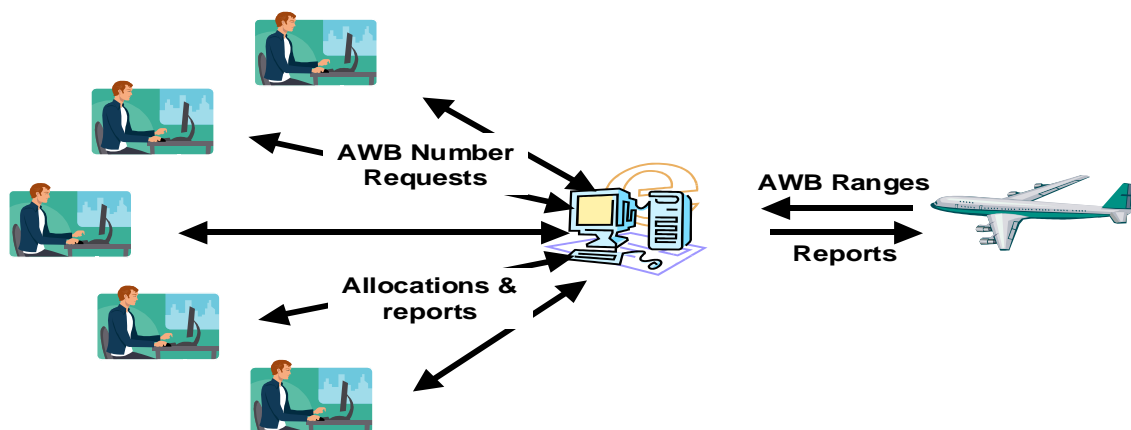 AWB Number
Requests
AWB Ranges
Reports
Allocations &
reports